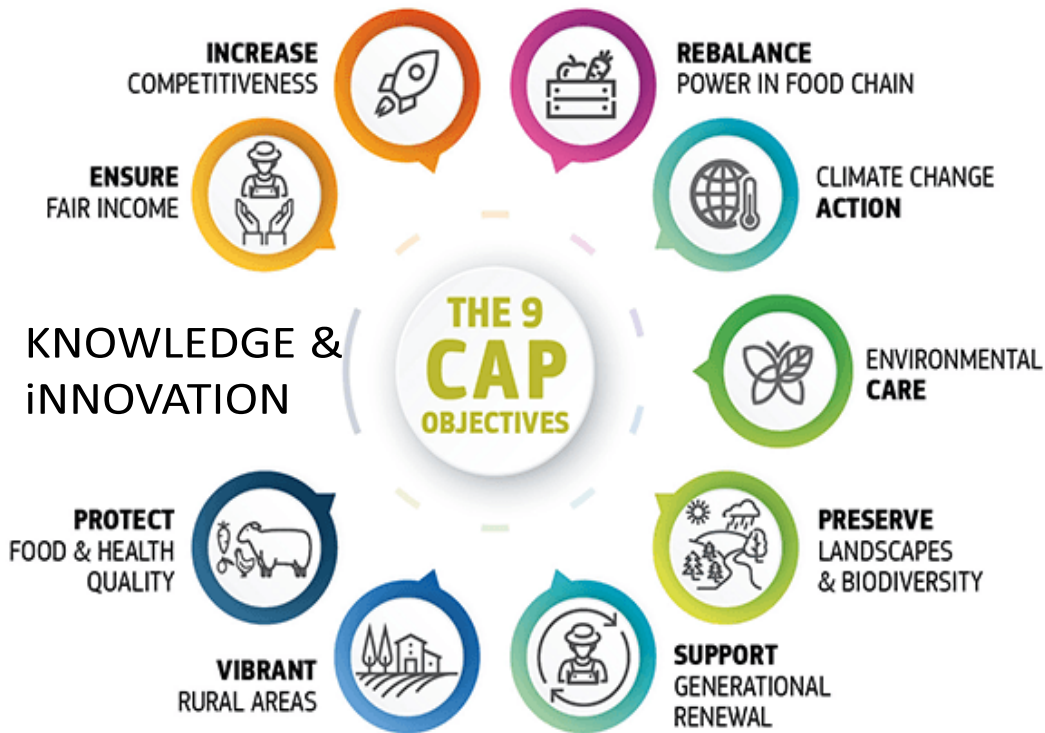 INCREASE
COMPETITIVENESS
REBALANCE
POWER IN FOOD CHAIN
ENSURE
FAIR INCOME
CLIMATE CHANGE
ACTION
KNOWLEDGE &
iNNOVATION
THE 9
CAP
OBJECTIVES
ENVIRONMENTAL
CARE
PROTECT
FOOD & HEALTH
QUALITY
PRESERVE
LANDSCAPES
& BIODIVERSITY
VIBRANT
RURAL AREAS
SUPPORT
GENERATIONAL
RENEWAL